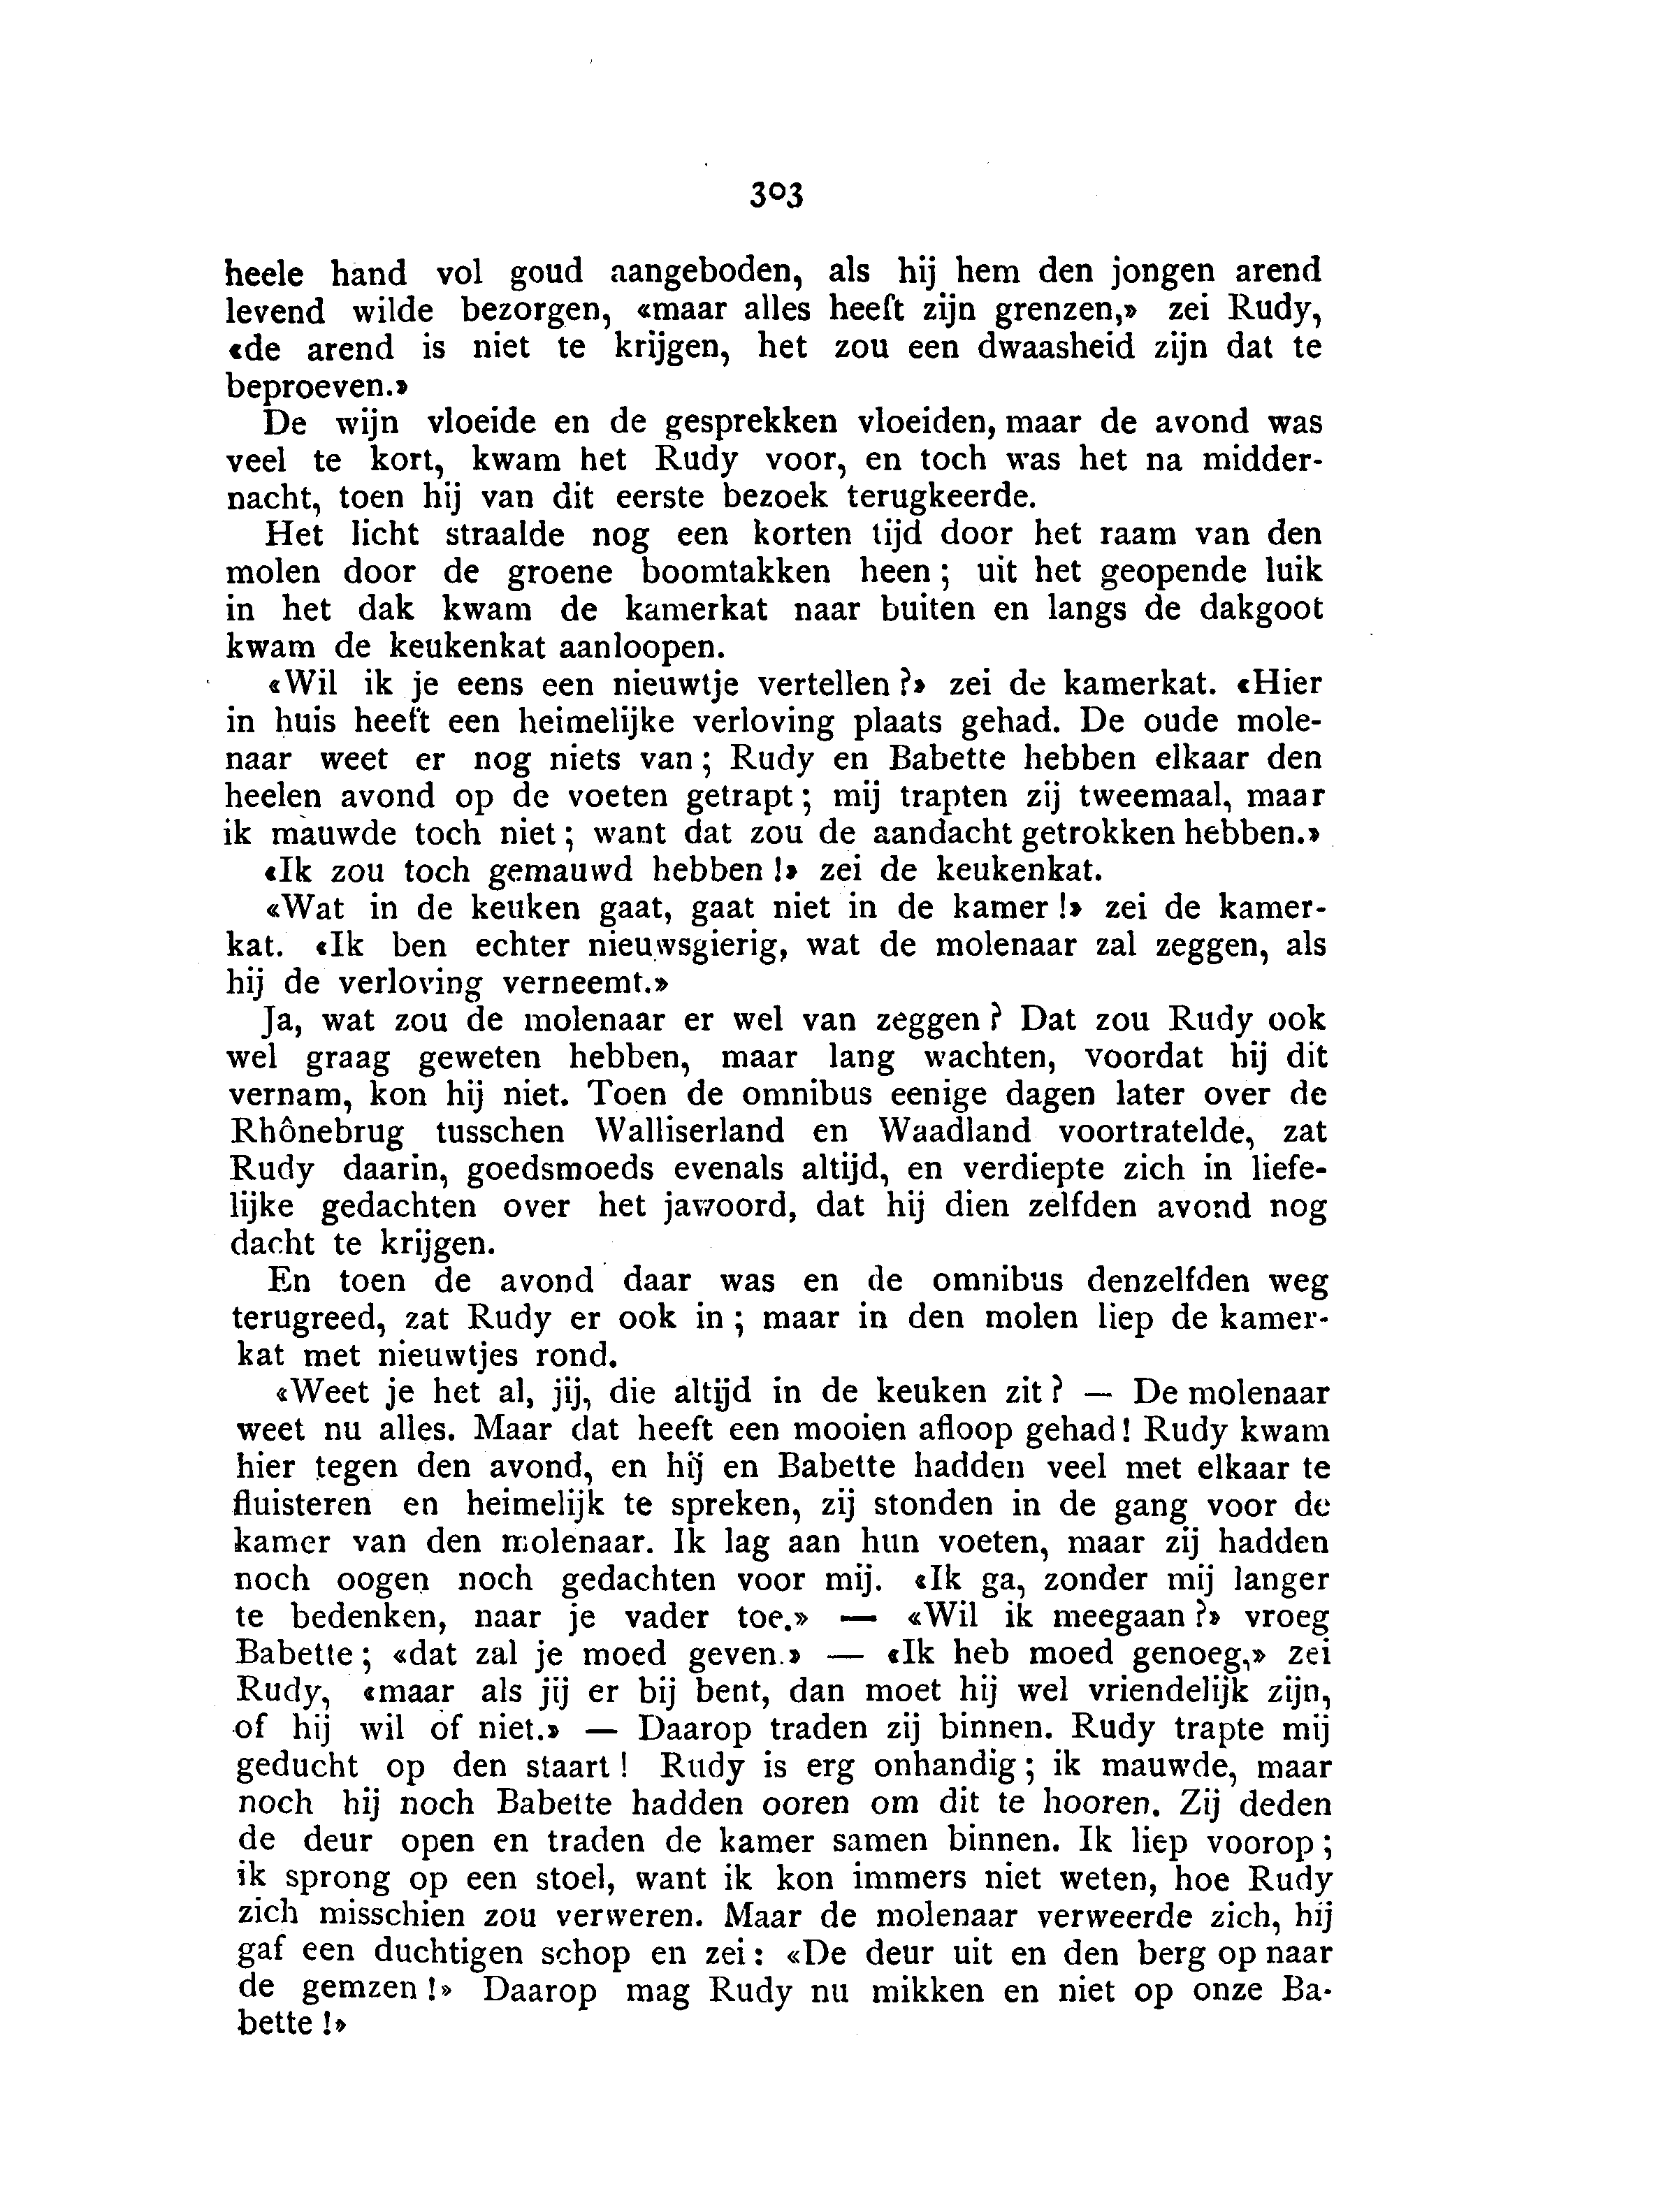 303
heele hand vol goud aangeboden, als hij hem den jongen arend
levend wilde bezorgen, «maar alles heeft zijn grenzen,» zei Rudy,
«de arend is niet te krijgen, het zou een dwaasheid zijn dat te
beproeven.»
De wijn vloeide en de gesprekken vloeiden, maar de avond was
veel te kort, kwam het Rudy voor, en toch was het na midder-
nacht, toen hij van dit eerste bezoek terugkeerde.
Het licht straalde nog een korten tijd door het raam van den
molen door de groene boomtakken heen; uit het geopende luik
in het dak kwam de kamerkat naar buiten en langs de dakgoot
kwam de keukenkat aanloopen.
«Wil ik je eens een nieuwtje vertellen?» zei de kamerkat. «Hier
in huis heeft een heimelijke verloving plaats gehad. De oude mole-
naar weet er nog niets van; Rudy en Babette hebben elkaar den
heelen avond op de voeten getrapt; mij trapten zij tweemaal, maar
ik mauwde toch niet; want dat zou de aandacht getrokken hebben.»
«Ik zou toch gemauwd hebben!» zei de keukenkat.
«Wat in de keuken gaat, gaat niet in de kamer!» zei de kamer-
kat. «Ik ben echter nieuwsgierig, wat de molenaar zal zeggen, als
hij de verloving verneemt.»
Ja, wat zou de molenaar er wel van zeggen? Dat zou Rudy ook
wel graag geweten hebben, maar lang wachten, voordat hij dit
vernam, kon hij niet. Toen de omnibus eenige dagen later over de
Rhônebrug tusschen Walliserland en Waadland voortratelde, zat
Rudy daarin, goedsmoeds evenals altijd, en verdiepte zich in liefe-
lijke gedachten over het jawoord, dat hij dien zelfden avond nog
dacht te krijgen.
En toen de avond daar was en de omnibus denzelfden weg
terugreed, zat Rudy er ook in; maar in den molen liep de kamer-
kat met nieuwtjes rond.
«Weet je het al, jij, die altijd in de keuken zit? — De molenaar
weet nu alles. Maar dat heeft een mooien afloop gehad! Rudy kwam
hier tegen den avond, en hij en Babette hadden veel met elkaar te
fluisteren en heimelijk te spreken, zij stonden in de gang voor de
kamer van den molenaar. Ik lag aan hun voeten, maar zij hadden
noch oogen noch gedachten voor mij. «Ik ga, zonder mij langer
te bedenken, naar je vader toe.» — «Wil ik meegaan?» vroeg
Babette; «dat zal je moed geven.» — «Ik heb moed genoeg,» zei
Rudy, «maar als jij er bij bent, dan moet hij wel vriendelijk zijn,
of hij wil of niet.» — Daarop traden zij binnen. Rudy trapte mij
geducht op den staart! Rudy is erg onhandig; ik mauwde, maar
noch hij noch Babette hadden ooren om dit te hooren. Zij deden
de deur open en traden de kamer samen binnen. Ik liep voorop;
ik sprong op een stoel, want ik kon immers niet weten, hoe Rudy
zich misschien zou verweren. Maar de molenaar verweerde zich, hij
gaf een duchtigen schop en zei: «De deur uit en den berg op naar
de gemzen!» Daarop mag Rudy nu mikken en niet op onze Ba-
bette!»